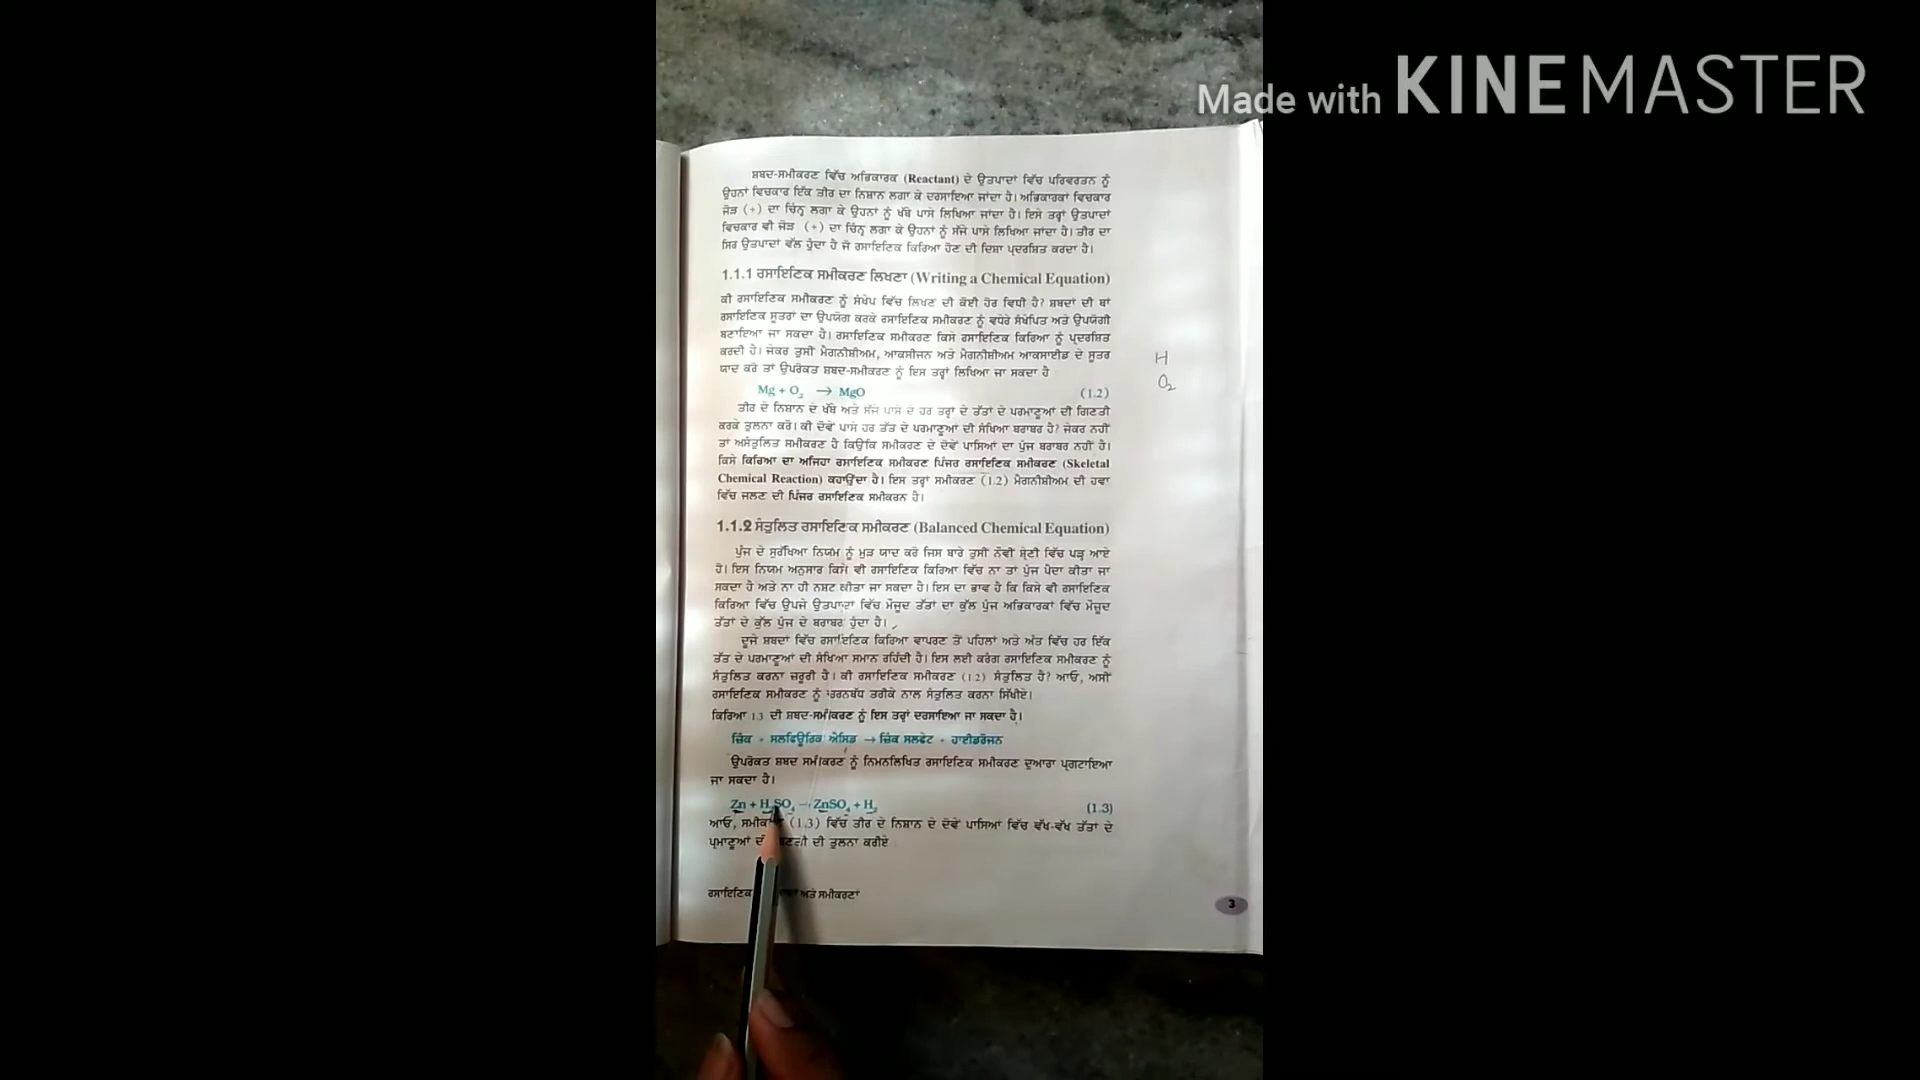 Made with KINEMASTER
ਸ਼ਬਦ-ਸਮੀਕਰਣ ਵਿੱਚ ਅਭਿਕਾਰਕ (Reactant) ਦੇ ਉਤਪਾਦਾਂ ਵਿੱਚ ਪਰਿਵਰਤਨ ਨੂੰ
ਉਹਨਾਂ ਵਿਚਕਾਰ ਇੱਕ ਤੀਰ ਦਾ ਨਿਸ਼ਾਨ ਲਗਾ ਕੇ ਦਰਸਾਇਆ ਜਾਂਦਾ ਹੈ। ਅਭਿਕਾਰਕਾਂ ਵਿਚਕਾਰ
ਜੋੜ (+) ਦਾ ਚਿੰਨ੍ਹ ਲਗਾ ਕੇ ਉਹਨਾਂ ਨੂੰ ਖੱਬੇ ਪਾਸੇ ਲਿਖਿਆ ਜਾਂਦਾ ਹੈ। ਇਸੇ ਤਰ੍ਹਾਂ ਉਤਪਾਦਾਂ
ਵਿਚਕਾਰ ਵੀ ਜੋੜ (+) ਦਾ ਚਿੰਨ੍ਹ ਲਗਾ ਕੇ ਉਹਨਾਂ ਨੂੰ ਸੱਜੇ ਪਾਸੇ ਲਿਖਿਆ ਜਾਂਦਾ ਹੈ। ਤੀਰ ਦਾ
ਸਿਰ ਉਤਪਾਦਾਂ ਵੱਲ ਹੁੰਦਾ ਹੈ ਜੋ ਰਸਾਇਣਿਕ ਕਿਰਿਆ ਹੋਣ ਦੀ ਦਿਸ਼ਾ ਪ੍ਰਦਰਸ਼ਿਤ ਕਰਦਾ ਹੈ।
1.1.1 ਰਸਾਇਣਿਕ ਸਮੀਕਰਣ ਲਿਖਣਾ (Writing a Chemical Equation)
ਕੀ ਰਸਾਇਣਿਕ ਸਮੀਕਰਣ ਨੂੰ ਸੰਖੇਪ ਵਿੱਚ ਲਿਖਣ ਦੀ ਕੋਈ ਹੋਰ ਵਿਧੀ ਹੈ? ਸ਼ਬਦਾਂ ਦੀ ਥਾਂ
ਰਸਾਇਣਿਕ ਸੂਤਰਾਂ ਦਾ ਉਪਯੋਗ ਕਰਕੇ ਰਸਾਇਣਿਕ ਸਮੀਕਰਣ ਨੂੰ ਵਧੇਰੇ ਸੰਖੇਪਿਤ ਅਤੇ ਉਪਯੋਗੀ
ਬਣਾਇਆ ਜਾ ਸਕਦਾ ਹੈ। ਰਸਾਇਣਿਕ ਸਮੀਕਰਣ ਕਿਸੇ ਰਸਾਇਣਿਕ ਕਿਰਿਆ ਨੂੰ ਪ੍ਰਦਰਸ਼ਿਤ
ਕਰਦੀ ਹੈ। ਜੇਕਰ ਤੁਸੀਂ ਮੈਗਨੀਸ਼ੀਅਮ, ਆਕਸੀਜਨ ਅਤੇ ਮੈਗਨੀਸ਼ੀਅਮ ਆਕਸਾਈਡ ਦੇ ਸੂਤਰ
ਯਾਦ ਕਰੋ ਤਾਂ ਉਪਰੋਕਤ ਸ਼ਬਦ-ਸਮੀਕਰਣ ਨੂੰ ਇਸ ਤਰ੍ਹਾਂ ਲਿਖਿਆ ਜਾ ਸਕਦਾ ਹੈ
H
O₂
Mg + O₂ → MgO (1.2)
ਤੀਰ ਦੇ ਨਿਸ਼ਾਨ ਦੇ ਖੱਬੇ ਅਤੇ ਸੱਜੇ ਪਾਸੇ ਦੇ ਹਰ ਤਰ੍ਹਾਂ ਦੇ ਤੱਤਾਂ ਦੇ ਪਰਮਾਣੂਆਂ ਦੀ ਗਿਣਤੀ
ਕਰਕੇ ਤੁਲਨਾ ਕਰੋ। ਕੀ ਦੋਵੇਂ ਪਾਸੇ ਹਰ ਤੱਤ ਦੇ ਪਰਮਾਣੂਆਂ ਦੀ ਸੰਖਿਆ ਬਰਾਬਰ ਹੈ? ਜੇਕਰ ਨਹੀਂ
ਤਾਂ ਅਸੰਤੁਲਿਤ ਸਮੀਕਰਣ ਹੈ ਕਿਉਂਕਿ ਸਮੀਕਰਣ ਦੇ ਦੋਵੇਂ ਪਾਸਿਆਂ ਦਾ ਪੁੰਜ ਬਰਾਬਰ ਨਹੀਂ ਹੈ।
ਕਿਸੇ ਕਿਰਿਆ ਦਾ ਅਜਿਹਾ ਰਸਾਇਣਿਕ ਸਮੀਕਰਣ ਪਿੰਜਰ ਰਸਾਇਣਿਕ ਸਮੀਕਰਣ (Skeletal
Chemical Reaction) ਕਹਾਉਂਦਾ ਹੈ। ਇਸ ਤਰ੍ਹਾਂ ਸਮੀਕਰਣ (1.2) ਮੈਗਨੀਸ਼ੀਅਮ ਦੀ ਹਵਾ
ਵਿੱਚ ਜਲਣ ਦੀ ਪਿੰਜਰ ਰਸਾਇਣਿਕ ਸਮੀਕਰਨ ਹੈ।
1.1.2 ਸੰਤੁਲਿਤ ਰਸਾਇਣਿਕ ਸਮੀਕਰਣ (Balanced Chemical Equation)
ਪੁੰਜ ਦੇ ਸੁਰੱਖਿਆ ਨਿਯਮ ਨੂੰ ਮੁੜ ਯਾਦ ਕਰੋ ਜਿਸ ਬਾਰੇ ਤੁਸੀਂ ਨੌਵੀਂ ਸ਼੍ਰੇਣੀ ਵਿੱਚ ਪੜ੍ਹ ਆਏ
ਹੋ। ਇਸ ਨਿਯਮ ਅਨੁਸਾਰ ਕਿਸੇ ਵੀ ਰਸਾਇਣਿਕ ਕਿਰਿਆ ਵਿੱਚ ਨਾ ਤਾਂ ਪੁੰਜ ਪੈਦਾ ਕੀਤਾ ਜਾ
ਸਕਦਾ ਹੈ ਅਤੇ ਨਾ ਹੀ ਨਸ਼ਟ ਕੀਤਾ ਜਾ ਸਕਦਾ ਹੈ। ਇਸ ਦਾ ਭਾਵ ਹੈ ਕਿ ਕਿਸੇ ਵੀ ਰਸਾਇਣਿਕ
ਕਿਰਿਆ ਵਿੱਚ ਉਪਜੇ ਉਤਪਾਦਾਂ ਵਿੱਚ ਮੌਜੂਦ ਤੱਤਾਂ ਦਾ ਕੁੱਲ ਪੁੰਜ ਅਭਿਕਾਰਕਾਂ ਵਿੱਚ ਮੌਜੂਦ
ਤੱਤਾਂ ਦੇ ਕੁੱਲ ਪੁੰਜ ਦੇ ਬਰਾਬਰ ਹੁੰਦਾ ਹੈ।
ਦੂਜੇ ਸ਼ਬਦਾਂ ਵਿੱਚ ਰਸਾਇਣਿਕ ਕਿਰਿਆ ਵਾਪਰਣ ਤੋਂ ਪਹਿਲਾਂ ਅਤੇ ਅੰਤ ਵਿੱਚ ਹਰ ਇੱਕ
ਤੱਤ ਦੇ ਪਰਮਾਣੂਆਂ ਦੀ ਸੰਖਿਆ ਸਮਾਨ ਰਹਿੰਦੀ ਹੈ। ਇਸ ਲਈ ਕਰੰਗ ਰਸਾਇਣਿਕ ਸਮੀਕਰਣ ਨੂੰ
ਸੰਤੁਲਿਤ ਕਰਨਾ ਜ਼ਰੂਰੀ ਹੈ। ਕੀ ਰਸਾਇਣਿਕ ਸਮੀਕਰਣ (1.2) ਸੰਤੁਲਿਤ ਹੈ? ਆਓ, ਅਸੀਂ
ਰਸਾਇਣਿਕ ਸਮੀਕਰਣ ਨੂੰ ਤਰੀਕੇ ਨਾਲ ਸੰਤੁਲਿਤ ਕਰਨਾ ਸਿੱਖੀਏ।
ਕਿਰਿਆ 1.3 ਦੀ ਸ਼ਬਦ-ਸਮੀਕਰਣ ਨੂੰ ਇਸ ਤਰ੍ਹਾਂ ਦਰਸਾਇਆ ਜਾ ਸਕਦਾ ਹੈ।
ਜ਼ਿੰਕ + ਸਲਫਿਊਰਿਕ ਐਸਿਡ → ਜ਼ਿੰਕ ਸਲਫੇਟ + ਹਾਈਡਰੋਜਨ
ਉਪਰੋਕਤ ਸ਼ਬਦ ਸਮੀਕਰਣ ਨੂੰ ਨਿਮਨਲਿਖਿਤ ਰਸਾਇਣਿਕ ਸਮੀਕਰਣ ਦੁਆਰਾ ਪ੍ਰਗਟਾਇਆ
ਜਾ ਸਕਦਾ ਹੈ।
Zn + H₂SO₄ → ZnSO₄ + H₂ (1.3)
ਆਓ, (1.3) ਵਿੱਚ ਤੀਰ ਦੇ ਨਿਸ਼ਾਨ ਦੇ ਦੋਵੇਂ ਪਾਸਿਆਂ ਵਿੱਚ ਵੱਖ-ਵੱਖ ਤੱਤਾਂ ਦੇ
ਪ੍ਰਮਾਣੂਆਂ ਦੀ ਤੁਲਨਾ ਕਰੀਏ
ਰਸਾਇਣਿਕ ਅਤੇ ਸਮੀਕਰਣਾਂ
3